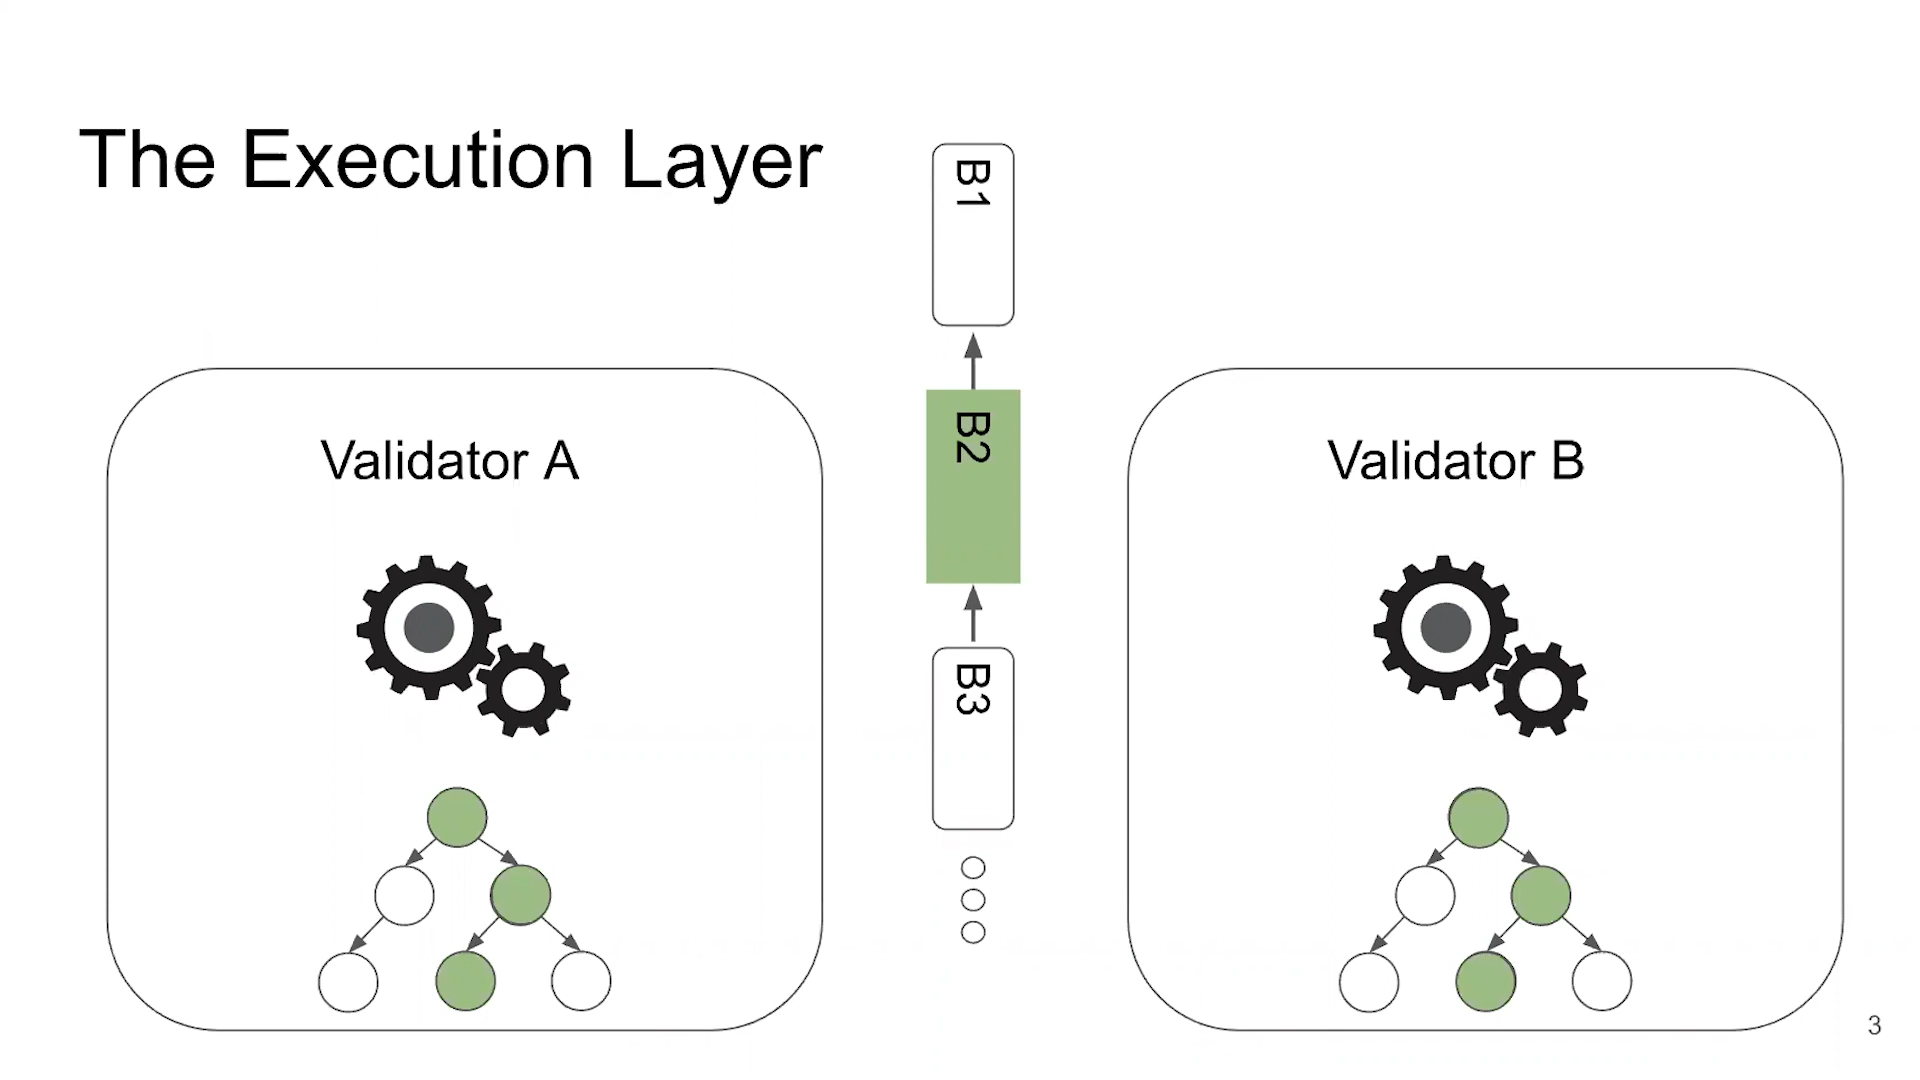 The Execution Layer
B1
B2
B3
Validator A
Validator B
3